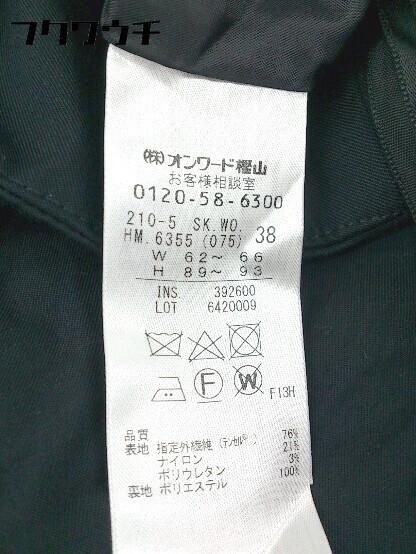 フクウクチ
(株)オンワード樫山
お客様相談室
0120-58-6300
210-5 SK.WO.
HM.6355 (075) 38
W 62～ 66
H 89～ 93
INS. 392600
LOT 6420009
F W F13H
品質
表地 指定外繊維(テンセル®) 76%
ナイロン 21%
ポリウレタン 3%
裏地 ポリエステル 100%